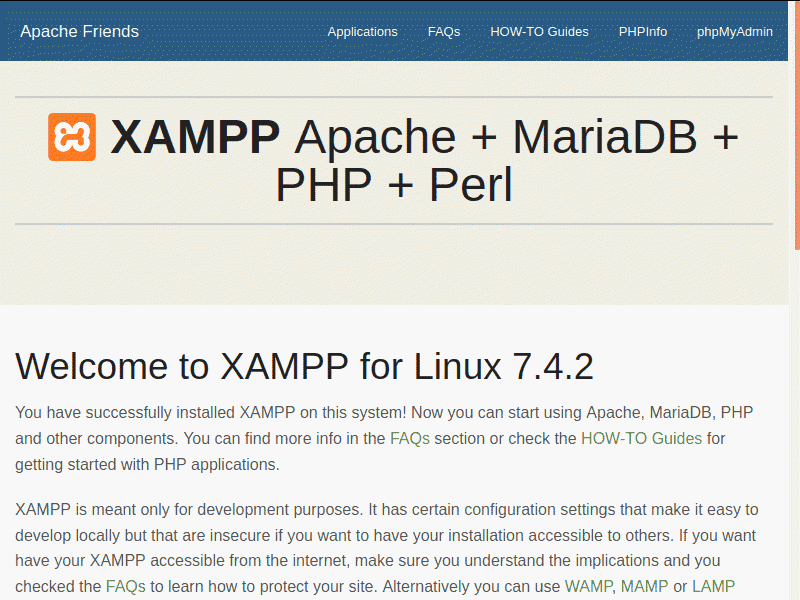 Apache Friends
Applications FAQs HOW-TO Guides PHPInfo phpMyAdmin
XAMPP Apache + MariaDB +
PHP + Perl
Welcome to XAMPP for Linux 7.4.2
You have successfully installed XAMPP on this system! Now you can start using Apache, MariaDB, PHP
and other components. You can find more info in the FAQs section or check the HOW-TO Guides for
getting started with PHP applications.
XAMPP is meant only for development purposes. It has certain configuration settings that make it easy to
develop locally but that are insecure if you want to have your installation accessible to others. If you want
have your XAMPP accessible from the internet, make sure you understand the implications and you
checked the FAQs to learn how to protect your site. Alternatively you can use WAMP, MAMP or LAMP